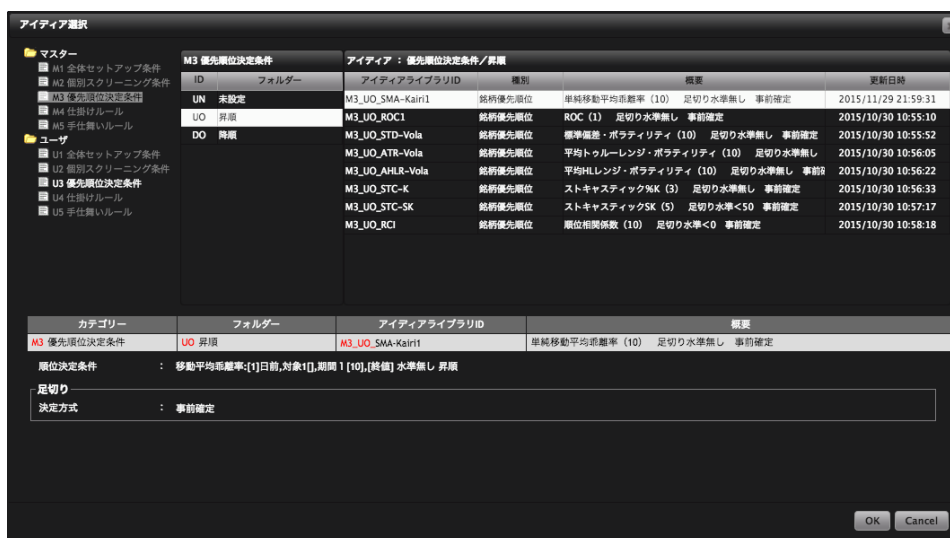 アイディア選択
マスター
M1 全体セットアップ条件
M2 個別スクリーニング条件
M3 優先順位決定条件
M4 仕掛けルール
M5 手仕舞いルール
ユーザ
U1 全体セットアップ条件
U2 個別スクリーニング条件
U3 優先順位決定条件
U4 仕掛けルール
U5 手仕舞いルール
M3 優先順位決定条件
ID フォルダー
UN 未設定
UO 昇順
DO 降順
アイディア : 優先順位決定条件/昇順
アイディアライブラリID 種別 概要 更新日時
M3_UO_SMA-Kairi1 銘柄優先順位 単純移動平均乖離率(10) 足切り水準無し 事前確定 2015/11/29 21:59:31
M3_UO_ROC1 銘柄優先順位 ROC(1) 足切り水準無し 事前確定 2015/10/30 10:55:10
M3_UO_STD-Vola 銘柄優先順位 標準偏差・ボラティリティ(10) 足切り水準無し 事前確定 2015/10/30 10:55:52
M3_UO_ATR-Vola 銘柄優先順位 平均トゥルーレンジ・ボラティリティ(10) 足切り水準無し 2015/10/30 10:56:05
M3_UO_AHLR-Vola 銘柄優先順位 平均HLレンジ・ボラティリティ(10) 足切り水準無し 事前 2015/10/30 10:56:22
M3_UO_STC-K 銘柄優先順位 ストキャスティック%K(3) 足切り水準無し 事前確定 2015/10/30 10:56:33
M3_UO_STC-SK 銘柄優先順位 ストキャスティックSK(5) 足切り水準<50 事前確定 2015/10/30 10:57:17
M3_UO_RCI 銘柄優先順位 順位相関係数(10) 足切り水準<0 事前確定 2015/10/30 10:58:18
カテゴリー フォルダー アイディアライブラリID 概要
M3 優先順位決定条件 UO 昇順 M3_UO_SMA-Kairi1 単純移動平均乖離率(10) 足切り水準無し 事前確定
順位決定条件 : 移動平均乖離率:[1]日前,対象1[],期間1[10],[終値] 水準無し 昇順
足切り
決定方式 : 事前確定
OK Cancel